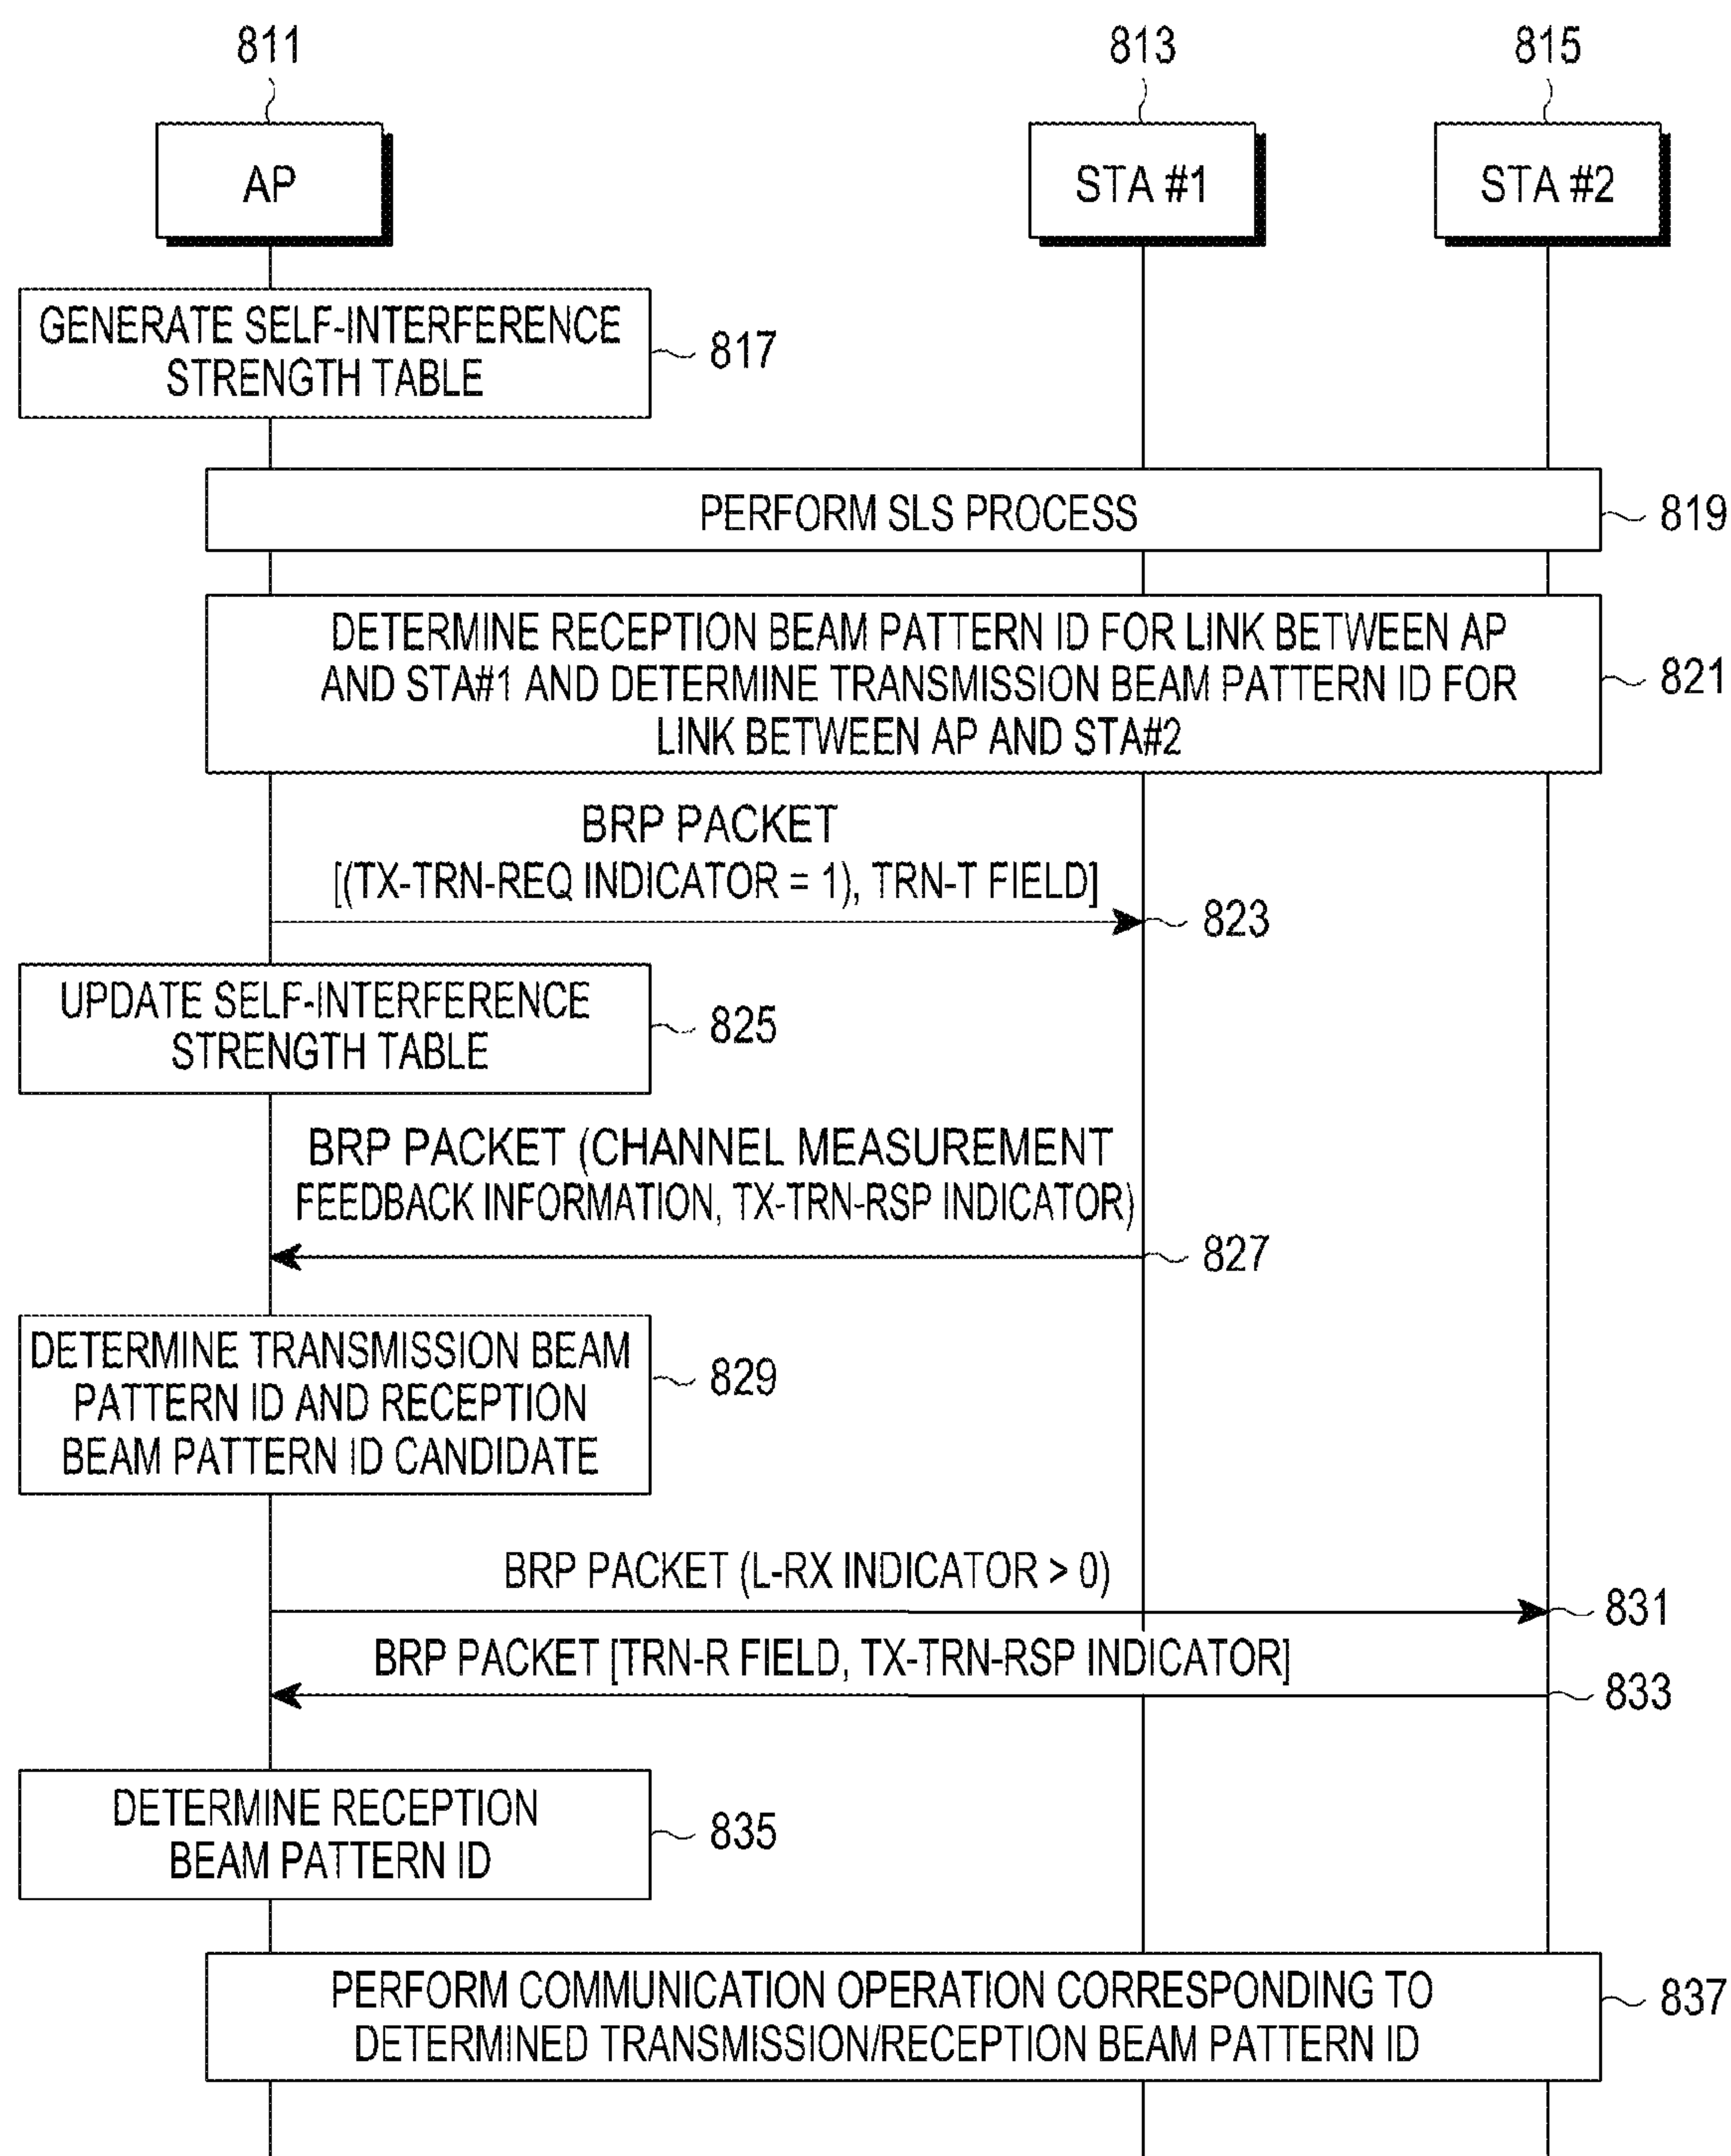 811
813
815
AP
STA #1
STA #2
GENERATE SELF-INTERFERENCE
STRENGTH TABLE
817
PERFORM SLS PROCESS
819
DETERMINE RECEPTION BEAM PATTERN ID FOR LINK BETWEEN AP
AND STA#1 AND DETERMINE TRANSMISSION BEAM PATTERN ID FOR
LINK BETWEEN AP AND STA#2
821
BRP PACKET
[(TX-TRN-REQ INDICATOR = 1), TRN-T FIELD]
823
UPDATE SELF-INTERFERENCE
STRENGTH TABLE
825
BRP PACKET (CHANNEL MEASUREMENT
FEEDBACK INFORMATION, TX-TRN-RSP INDICATOR)
827
DETERMINE TRANSMISSION BEAM
PATTERN ID AND RECEPTION
BEAM PATTERN ID CANDIDATE
829
BRP PACKET (L-RX INDICATOR > 0)
831
BRP PACKET [TRN-R FIELD, TX-TRN-RSP INDICATOR]
833
DETERMINE RECEPTION
BEAM PATTERN ID
835
PERFORM COMMUNICATION OPERATION CORRESPONDING TO
DETERMINED TRANSMISSION/RECEPTION BEAM PATTERN ID
837